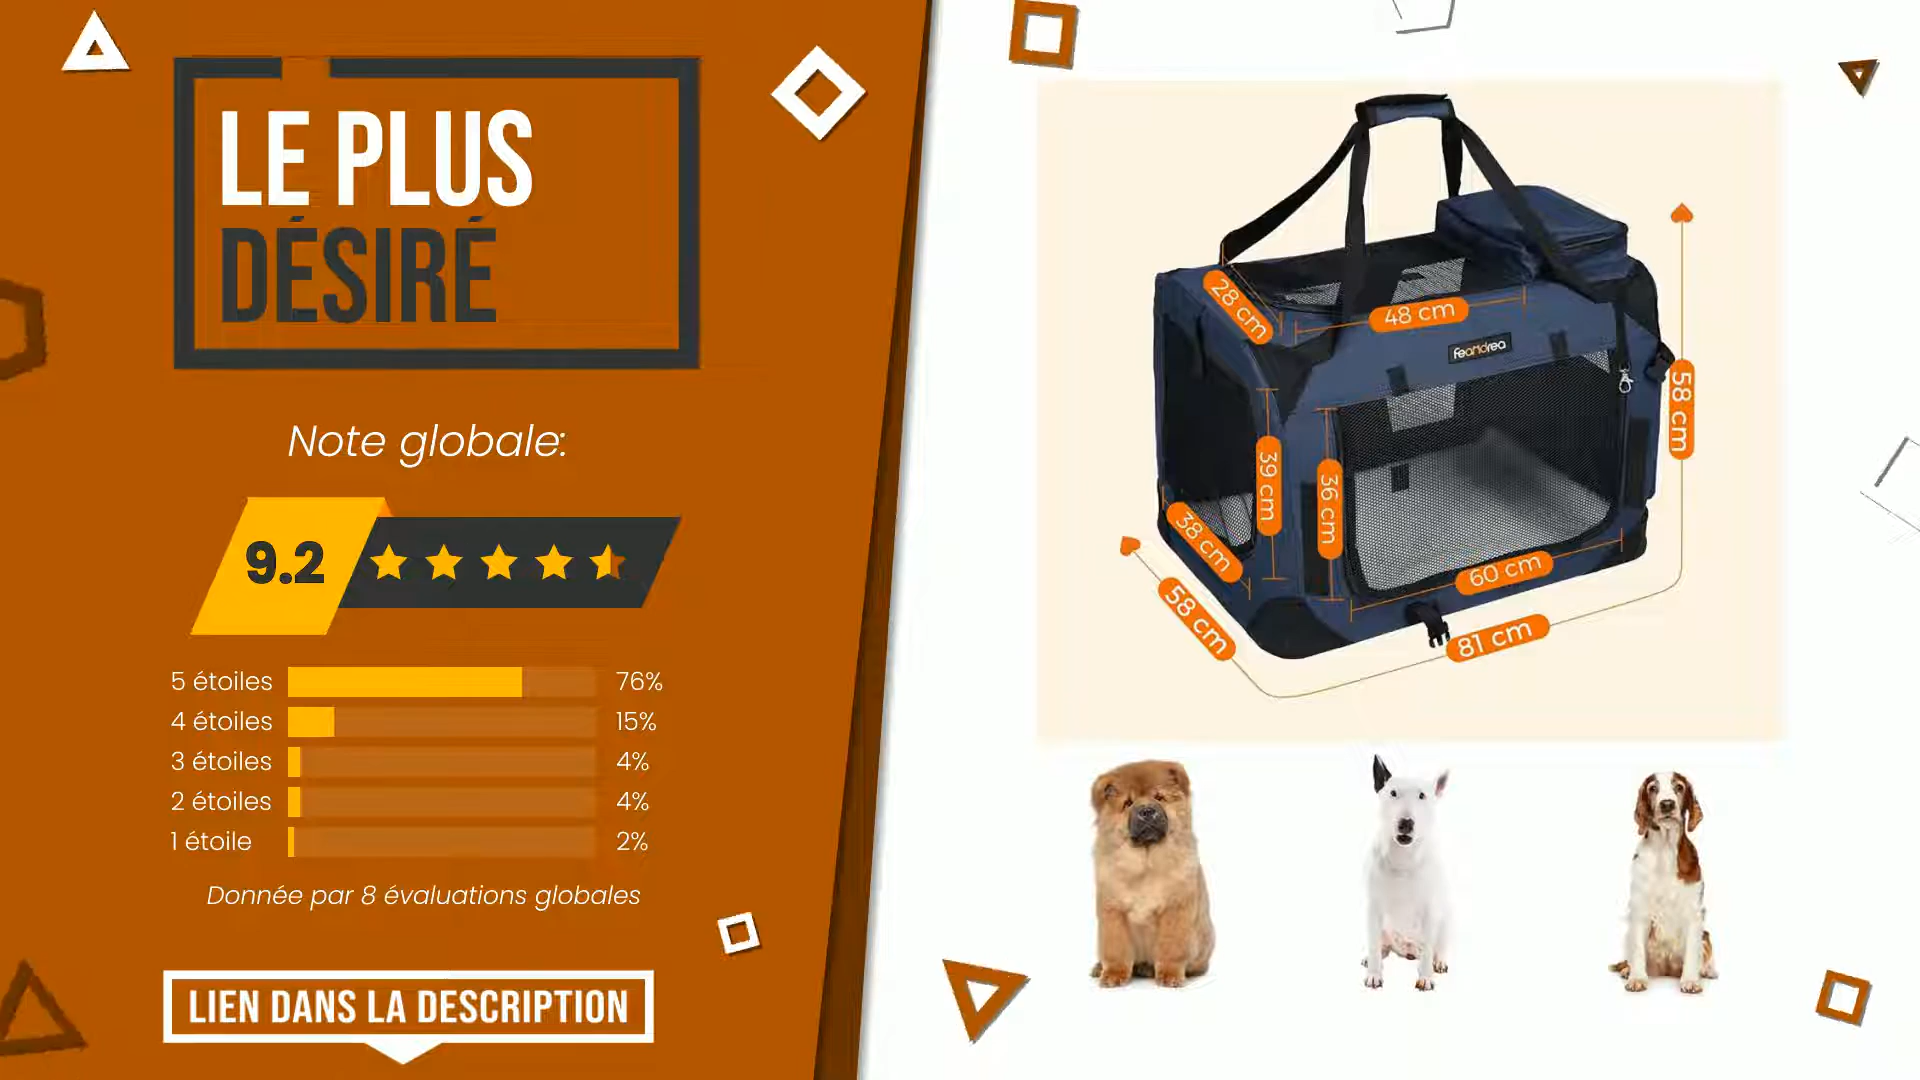 LE PLUS
DÉSIRÉ
Note globale:
9.2
5 étoiles 76%
4 étoiles 15%
3 étoiles 4%
2 étoiles 4%
1 étoile 2%
Donnée par 8 évaluations globales
LIEN DANS LA DESCRIPTION
28 cm
48 cm
feandrea
58 cm
39 cm
36 cm
38 cm
60 cm
58 cm
81 cm